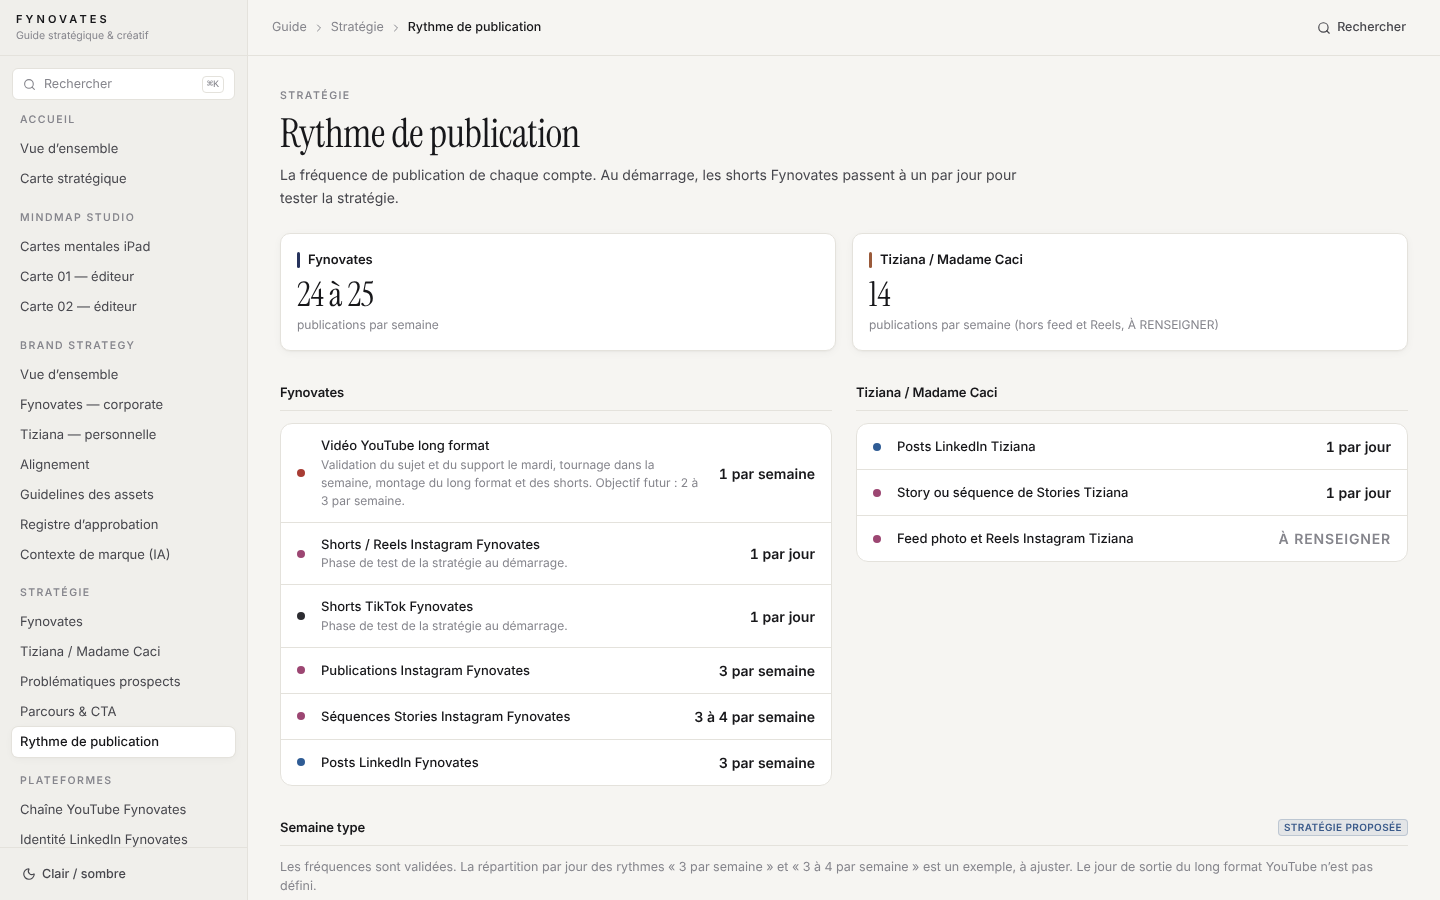 FYNOVATES
Guide stratégique & créatif
Rechercher
⌘K
ACCUEIL
Vue d’ensemble
Carte stratégique
MINDMAP STUDIO
Cartes mentales iPad
Carte 01 — éditeur
Carte 02 — éditeur
BRAND STRATEGY
Vue d’ensemble
Fynovates — corporate
Tiziana — personnelle
Alignement
Guidelines des assets
Registre d’approbation
Contexte de marque (IA)
STRATÉGIE
Fynovates
Tiziana / Madame Caci
Problématiques prospects
Parcours & CTA
Rythme de publication
PLATEFORMES
Chaîne YouTube Fynovates
Identité LinkedIn Fynovates
Clair / sombre
Guide > Stratégie > Rythme de publication
Rechercher
STRATÉGIE
Rythme de publication
La fréquence de publication de chaque compte. Au démarrage, les shorts Fynovates passent à un par jour pour
tester la stratégie.
Fynovates
24 à 25
publications par semaine
Tiziana / Madame Caci
14
publications par semaine (hors feed et Reels, À RENSEIGNER)
Fynovates
Vidéo YouTube long format
Validation du sujet et du support le mardi, tournage dans la
semaine, montage du long format et des shorts. Objectif futur : 2 à
3 par semaine.
1 par semaine
Shorts / Reels Instagram Fynovates
Phase de test de la stratégie au démarrage.
1 par jour
Shorts TikTok Fynovates
Phase de test de la stratégie au démarrage.
1 par jour
Publications Instagram Fynovates
3 par semaine
Séquences Stories Instagram Fynovates
3 à 4 par semaine
Posts LinkedIn Fynovates
3 par semaine
Tiziana / Madame Caci
Posts LinkedIn Tiziana
1 par jour
Story ou séquence de Stories Tiziana
1 par jour
Feed photo et Reels Instagram Tiziana
À RENSEIGNER
Semaine type
STRATÉGIE PROPOSÉE
Les fréquences sont validées. La répartition par jour des rythmes « 3 par semaine » et « 3 à 4 par semaine » est un exemple, à ajuster. Le jour de sortie du long format YouTube n’est pas
défini.